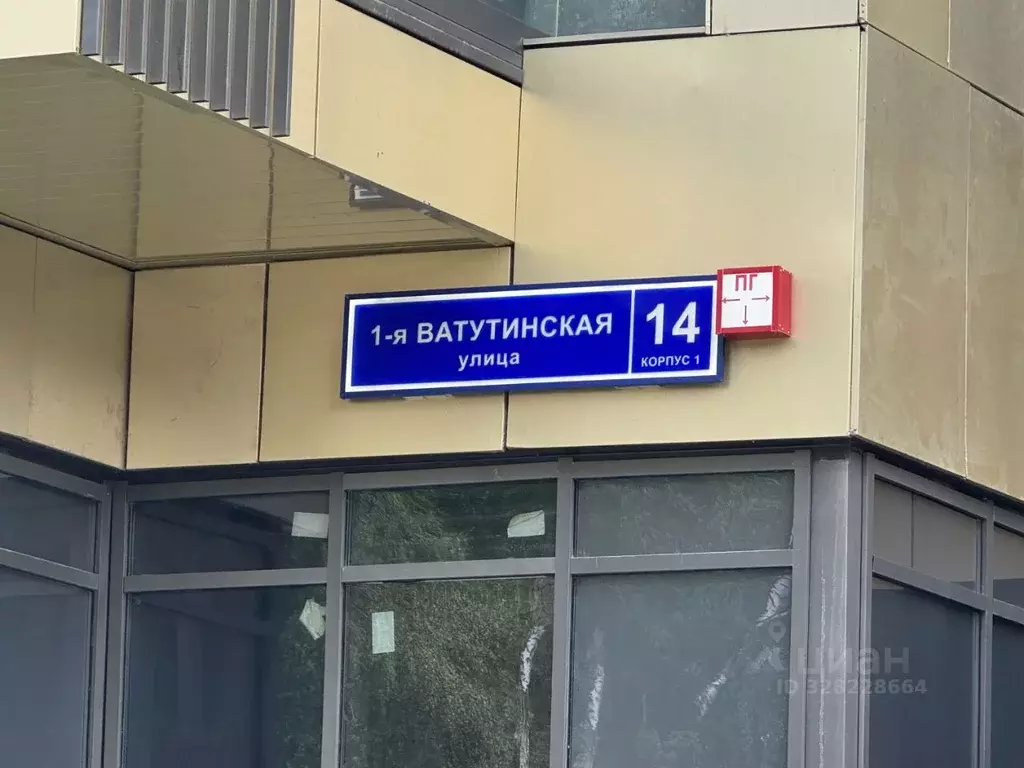 1-я ВАТУТИНСКАЯ
улица
14
КОРПУС 1
ПГ
циан
ID 328228664